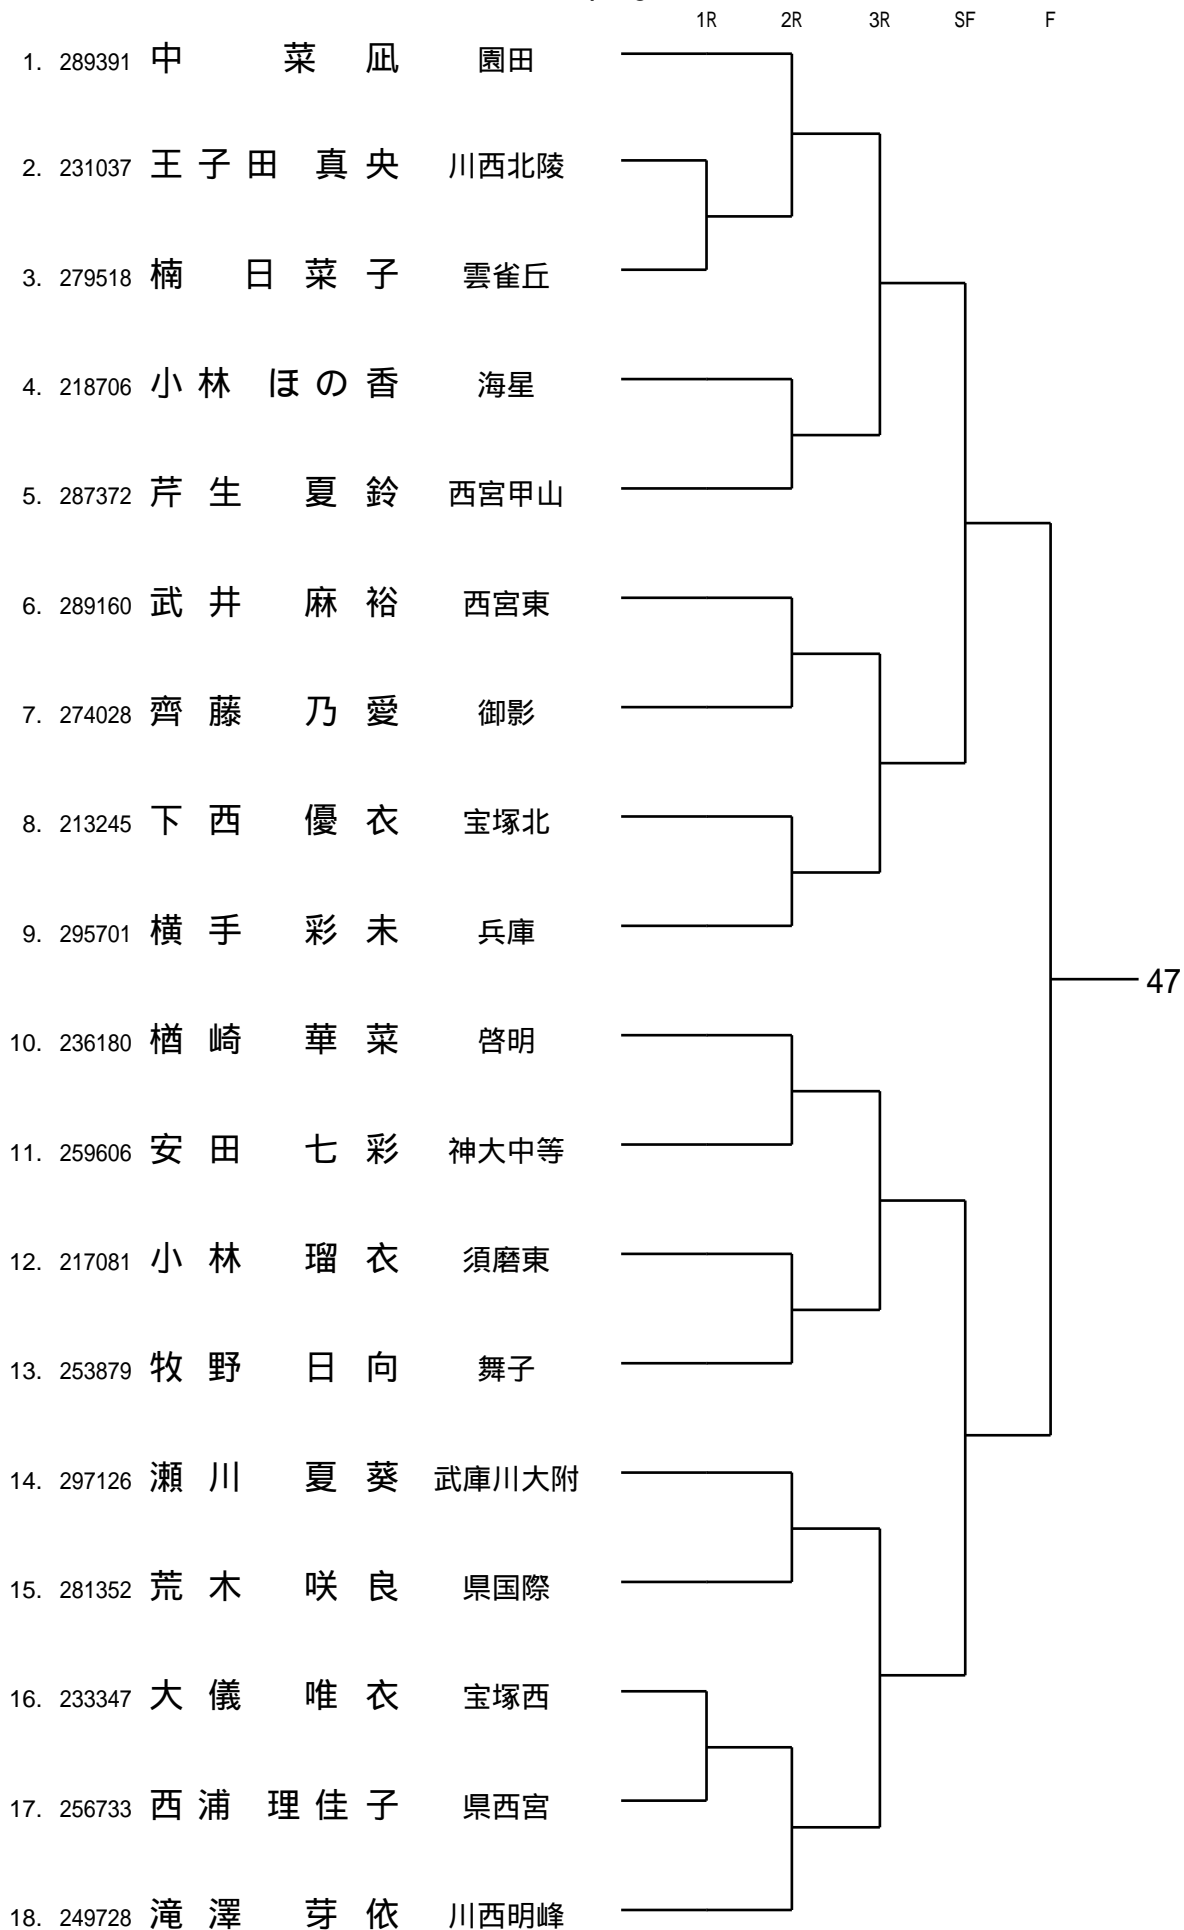 1R 2R 3R SF F
1. 289391 中 菜 凪 園田
2. 231037 王 子 田 真 央 川西北陵
3. 279518 楠 日 菜 子 雲雀丘
4. 218706 小 林 ほ の 香 海星
5. 287372 芹 生 夏 鈴 西宮甲山
6. 289160 武 井 麻 裕 西宮東
7. 274028 齊 藤 乃 愛 御影
8. 213245 下 西 優 衣 宝塚北
9. 295701 横 手 彩 未 兵庫
47
10. 236180 楢 崎 華 菜 啓明
11. 259606 安 田 七 彩 神大中等
12. 217081 小 林 瑠 衣 須磨東
13. 253879 牧 野 日 向 舞子
14. 297126 瀬 川 夏 葵 武庫川大附
15. 281352 荒 木 咲 良 県国際
16. 233347 大 儀 唯 衣 宝塚西
17. 256733 西 浦 理 佳 子 県西宮
18. 249728 滝 澤 芽 依 川西明峰